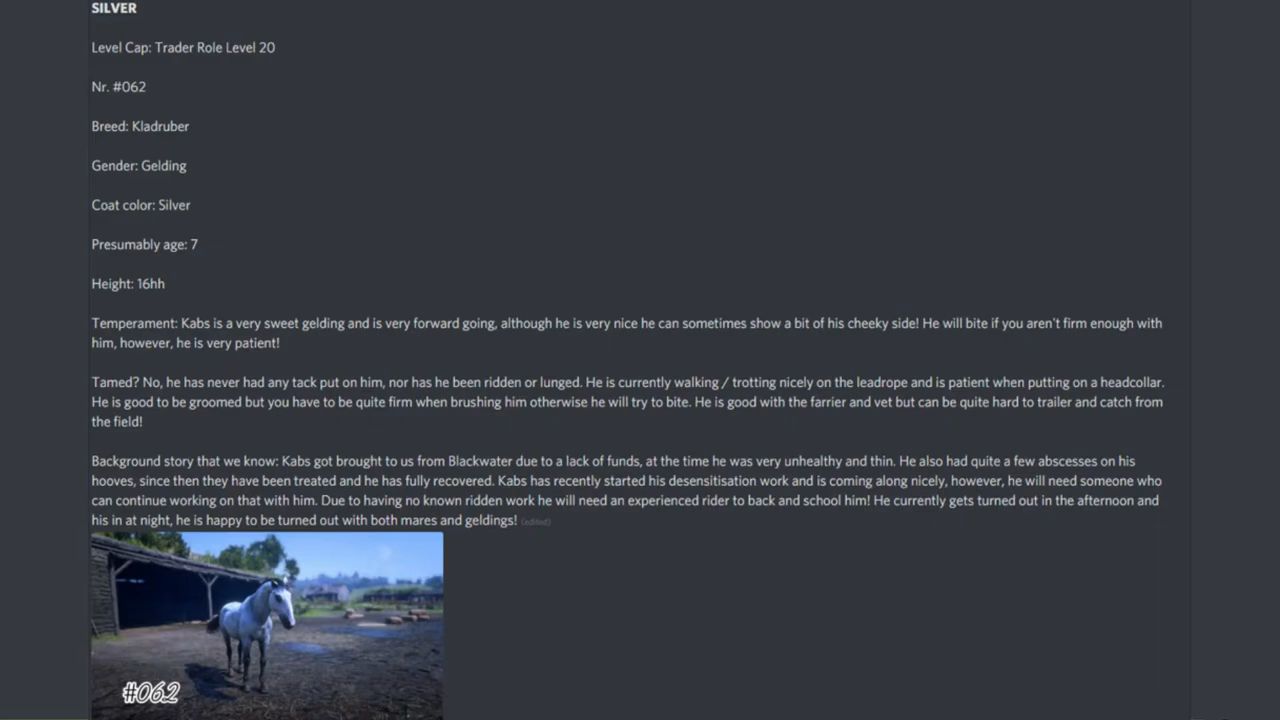 SILVER
Level Cap: Trader Role Level 20
Nr. #062
Breed: Kladruber
Gender: Gelding
Coat color: Silver
Presumably age: 7
Height: 16hh
Temperament: Kabs is a very sweet gelding and is very forward going, although he is very nice he can sometimes show a bit of his cheeky side! He will bite if you aren't firm enough with
him, however, he is very patient!
Tamed? No, he has never had any tack put on him, nor has he been ridden or lunged. He is currently walking / trotting nicely on the leadrope and is patient when putting on a headcollar.
He is good to be groomed but you have to be quite firm when brushing him otherwise he will try to bite. He is good with the farrier and vet but can be quite hard to trailer and catch from
the field!
Background story that we know: Kabs got brought to us from Blackwater due to a lack of funds, at the time he was very unhealthy and thin. He also had quite a few abscesses on his
hooves, since then they have been treated and he has fully recovered. Kabs has recently started his desensitisation work and is coming along nicely, however, he will need someone who
can continue working on that with him. Due to having no known ridden work he will need an experienced rider to back and school him! He currently gets turned out in the afternoon and
his in at night, he is happy to be turned out with both mares and geldings! (edited)
#062